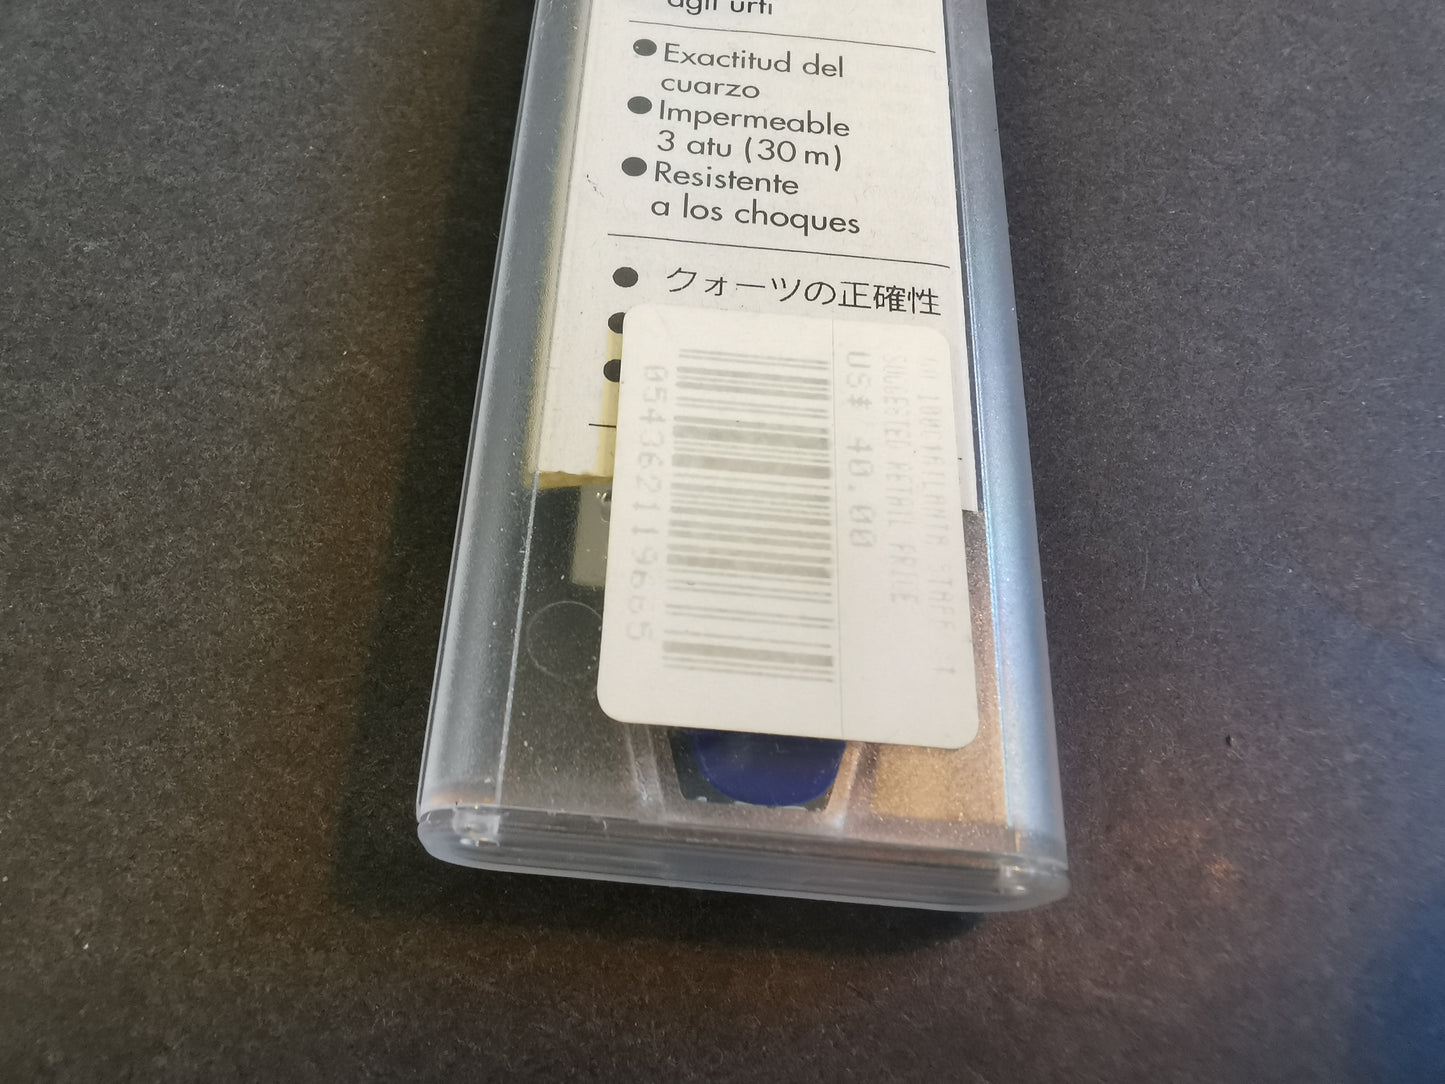 agli urti
Exactitud del
cuarzo
Impermeable
3 atu (30 m)
Resistente
a los choques
クォーツの正確性
SUGGESTED RETAIL PRICE
US$ 40.00